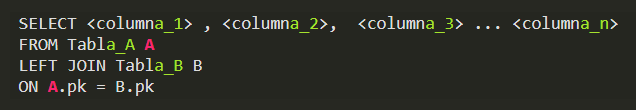 SELECT <columna_1> , <columna_2>,  <columna_3> ... <columna_n>
FROM Tabla_A A
LEFT JOIN Tabla_B B
ON A.pk = B.pk